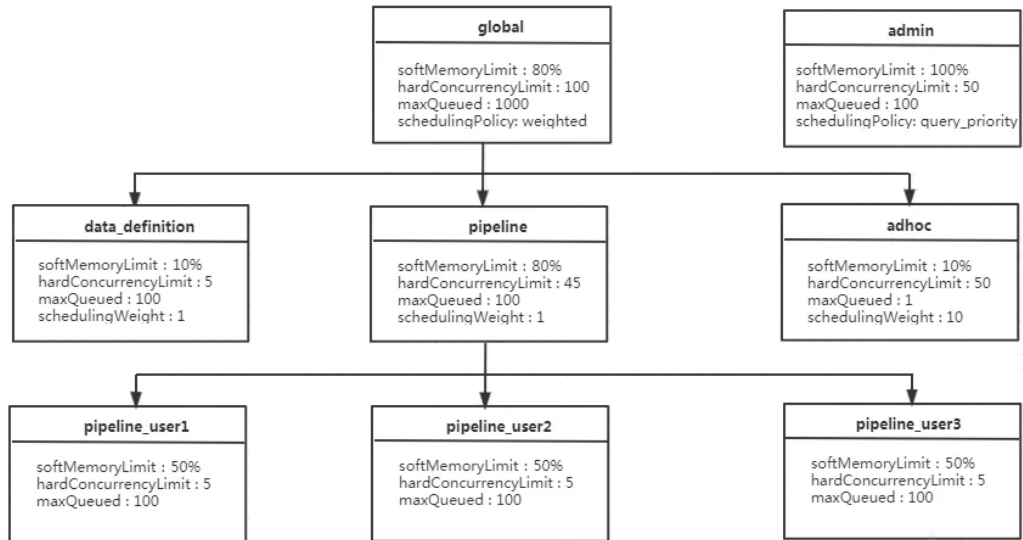 global
softMemoryLimit : 80%
hardConcurrencyLimit : 100
maxQueued : 1000
schedulingPolicy: weighted
admin
softMemoryLimit : 100%
hardConcurrencyLimit : 50
maxQueued : 100
schedulingPolicy: query_priority
data_definition
softMemoryLimit : 10%
hardConcurrencyLimit : 5
maxQueued : 100
schedulingWeight : 1
pipeline
softMemoryLimit : 80%
hardConcurrencyLimit : 45
maxQueued : 100
schedulingWeight : 1
adhoc
softMemoryLimit : 10%
hardConcurrencyLimit : 50
maxQueued : 1
schedulingWeight : 10
pipeline_user1
softMemoryLimit : 50%
hardConcurrencyLimit : 5
maxQueued : 100
pipeline_user2
softMemoryLimit : 50%
hardConcurrencyLimit : 5
maxQueued : 100
pipeline_user3
softMemoryLimit : 50%
hardConcurrencyLimit : 5
maxQueued : 100